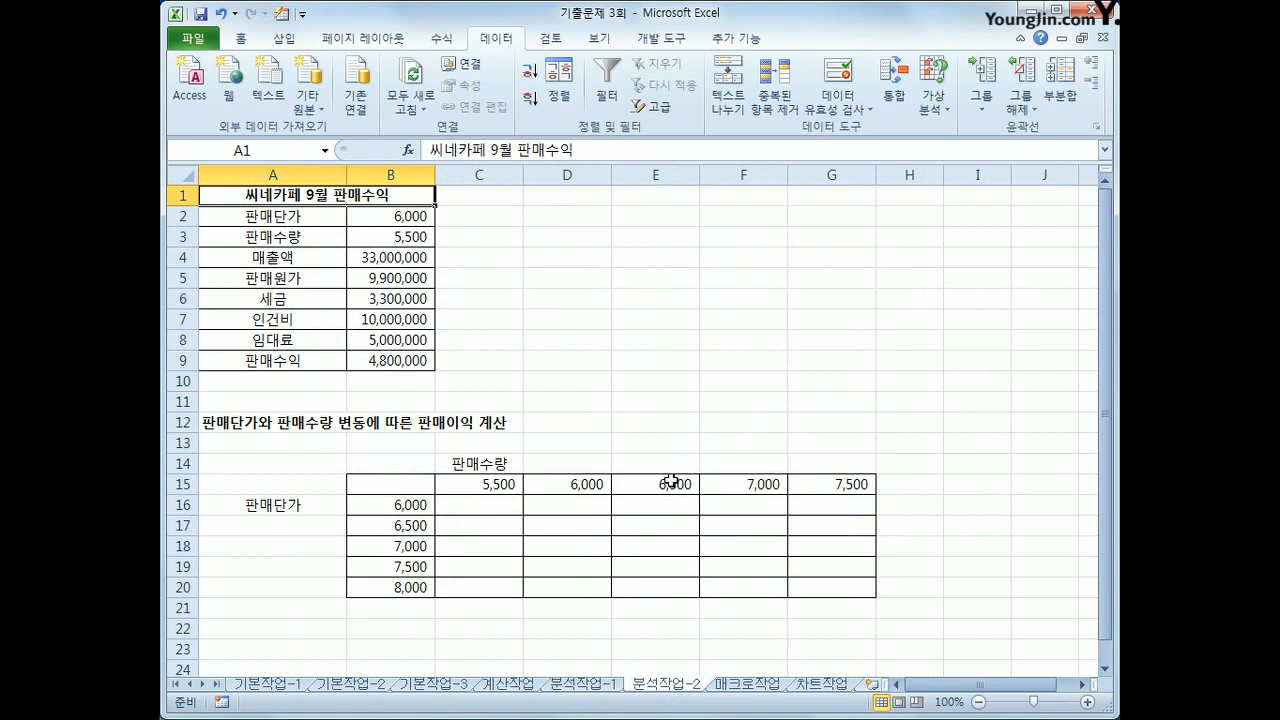 기출문제 3회 - Microsoft Excel
YoungJin.com Y.
파일 홈 삽입 페이지 레이아웃 수식 데이터 검토 보기 개발 도구 추가 기능
Access 웹 텍스트 기타 원본 기존 연결 모두 새로 고침 연결 속성 연결 편집 정렬 필터 지우기 다시 적용 고급 텍스트 나누기 중복된 항목 제거 데이터 유효성 검사 통합 가상 분석 그룹 그룹 해제 부분합
외부 데이터 가져오기 연결 정렬 및 필터 데이터 도구 윤곽선
A1 fx 씨네카페 9월 판매수익
A B C D E F G H I J
1 씨네카페 9월 판매수익
2 판매단가 6,000
3 판매수량 5,500
4 매출액 33,000,000
5 판매원가 9,900,000
6 세금 3,300,000
7 인건비 10,000,000
8 임대료 5,000,000
9 판매수익 4,800,000
10
11
12 판매단가와 판매수량 변동에 따른 판매이익 계산
13
14 판매수량
15 5,500 6,000 6,500 7,000 7,500
16 판매단가 6,000
17 6,500
18 7,000
19 7,500
20 8,000
21
22
23
24
기본작업-1 기본작업-2 기본작업-3 계산작업 분석작업-1 분석작업-2 매크로작업 차트작업
준비 100%